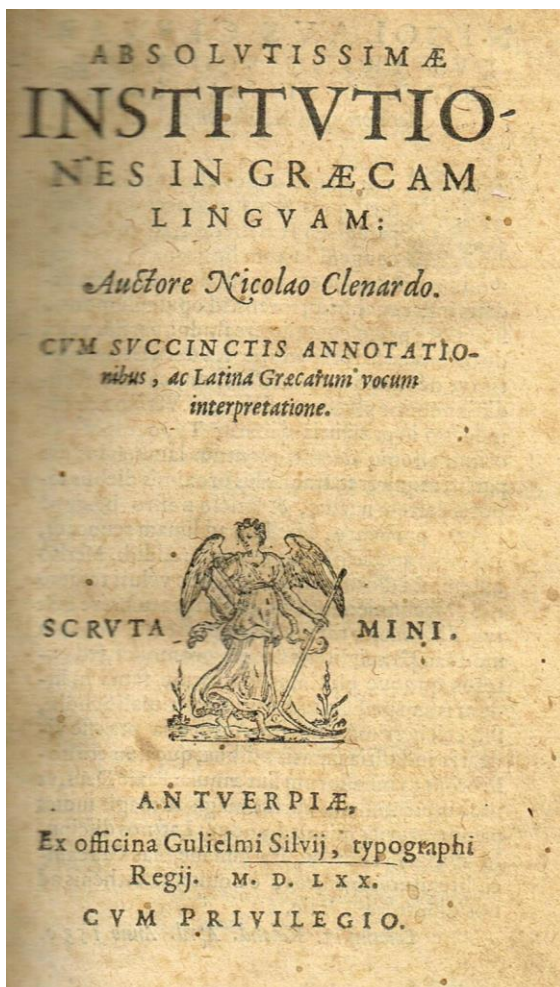 ABSOLVTISSIMÆ
INSTITVTIO-
NES IN GRÆCAM
LINGVAM:
Auctore Nicolao Clenardo.
CVM SVCCINCTIS ANNOTATIO-
nibus, ac Latina Græcarum vocum
interpretatione.
SCRVTA MINI.
ANTVERPIÆ,
Ex officina Gulielmi Silvij, typographi
Regij. M. D. LXX.
CVM PRIVILEGIO.